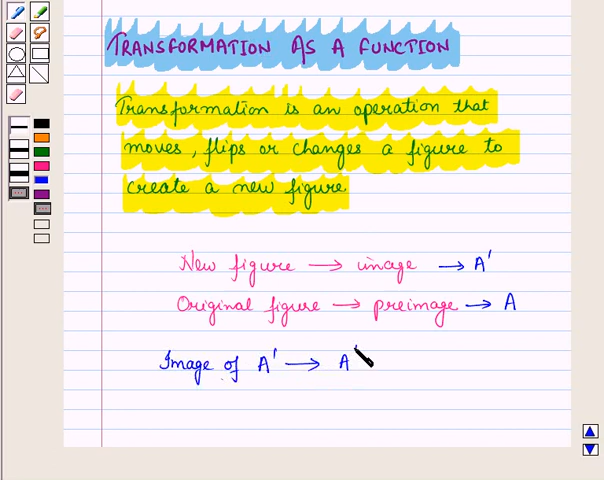 TRANSFORMATION AS A FUNCTION
Transformation is an operation that
moves, flips or changes a figure to
create a new figure
New figure → image → A'
Original figure → preimage → A
Image of A' → A'